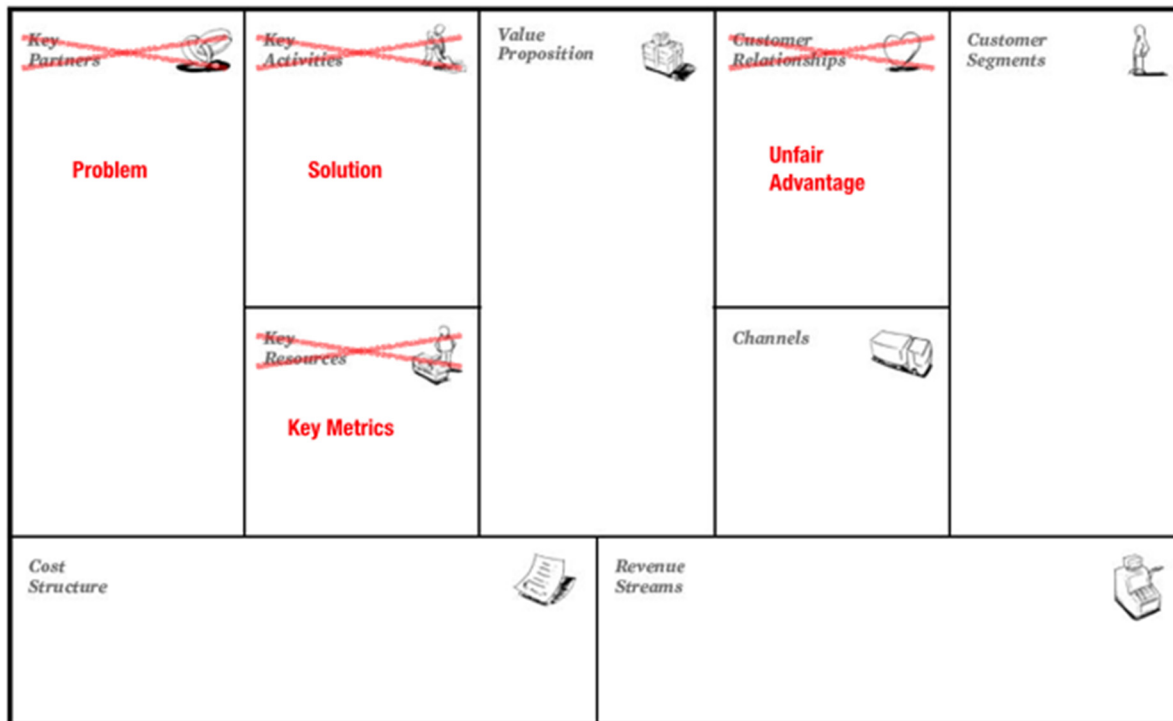 Key
Partners
Problem
Key
Activities
Solution
Key
Resources
Key Metrics
Value
Proposition
Customer
Relationships
Unfair
Advantage
Channels
Customer
Segments
Cost
Structure
Revenue
Streams